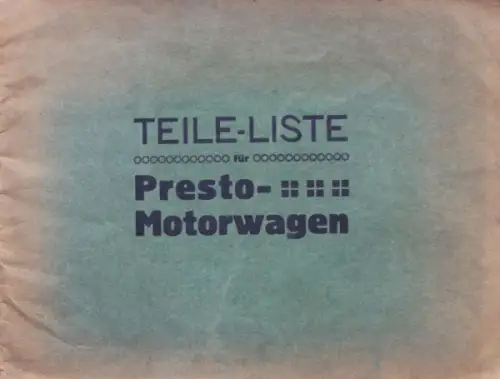 TEILE-LISTE
für
Presto-
Motorwagen